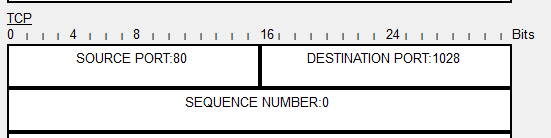 TCP
0 4 8 16 24 Bits
SOURCE PORT:80 DESTINATION PORT:1028
SEQUENCE NUMBER:0